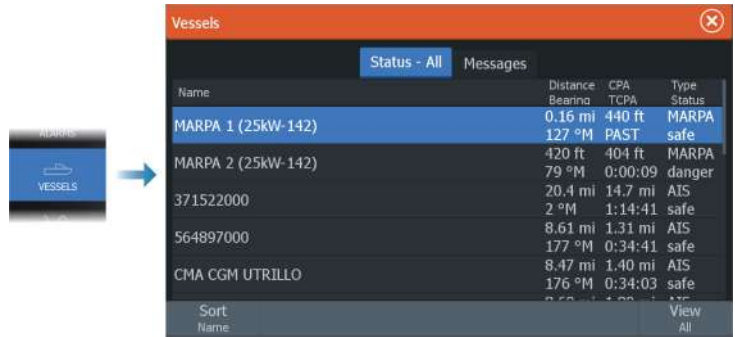 Vessels
Status - All Messages
Name Distance CPA Type
Bearing TCPA Status
MARPA 1 (25kW-142) 0.16 mi 440 ft MARPA
127 °M PAST safe
MARPA 2 (25kW-142) 420 ft 404 ft MARPA
79 °M 0:00:09 danger
371522000 20.4 mi 14.7 mi AIS
2 °M 1:14:41 safe
564897000 8.61 mi 1.31 mi AIS
177 °M 0:34:41 safe
CMA CGM UTRILLO 8.47 mi 1.40 mi AIS
176 °M 0:34:03 safe
Sort View
Name All
ALARMS
VESSELS